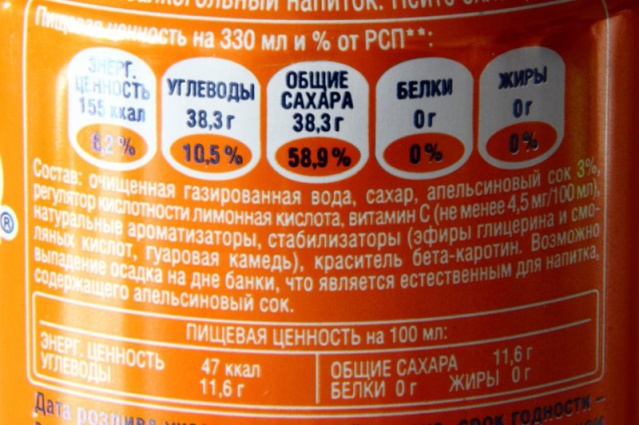 напиток.
Пищевая ценность на 330 мл и % от РСП**:
ЭНЕРГ.
ЦЕННОСТЬ
155 ккал
6,2 %
УГЛЕВОДЫ
38,3 г
10,5 %
ОБЩИЕ
САХАРА
38,3 г
58,9 %
БЕЛКИ
0 г
0 %
ЖИРЫ
0 г
0 %
Состав: очищенная газированная вода, сахар, апельсиновый сок 3%,
регулятор кислотности лимонная кислота, витамин С (не менее 4,5 мг/100 мл),
натуральные ароматизаторы, стабилизаторы (эфиры глицерина и смо-
ляных кислот, гуаровая камедь), краситель бета-каротин. Возможно
выпадение осадка на дне банки, что является естественным для напитка,
содержащего апельсиновый сок.
®
ПИЩЕВАЯ ЦЕННОСТЬ на 100 мл:
ЭНЕРГ. ЦЕННОСТЬ 47 ккал
УГЛЕВОДЫ 11,6 г
ОБЩИЕ САХАРА 11,6 г
БЕЛКИ 0 г ЖИРЫ 0 г
Дата розлива срок годности –